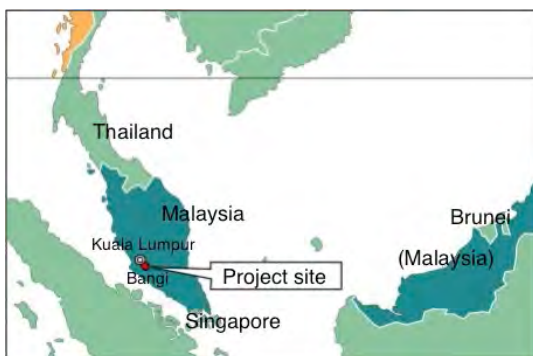 Thailand
Malaysia
Brunei
Kuala Lumpur
(Malaysia)
Bangi
Project site
Singapore